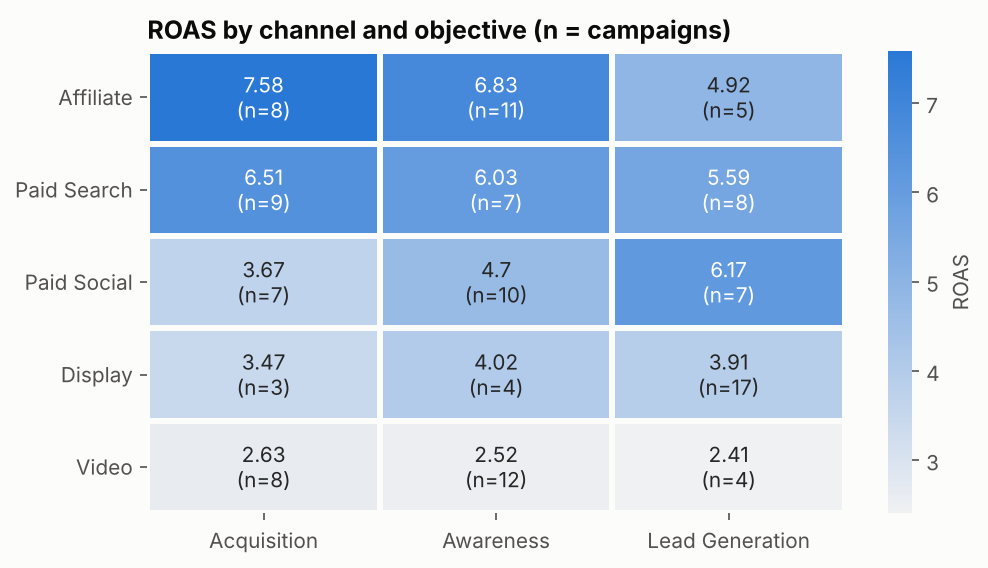 ROAS by channel and objective (n = campaigns)
Affiliate
7.58
(n=8)
6.83
(n=11)
4.92
(n=5)
Paid Search
6.51
(n=9)
6.03
(n=7)
5.59
(n=8)
Paid Social
3.67
(n=7)
4.7
(n=10)
6.17
(n=7)
Display
3.47
(n=3)
4.02
(n=4)
3.91
(n=17)
Video
2.63
(n=8)
2.52
(n=12)
2.41
(n=4)
Acquisition
Awareness
Lead Generation
7
6
5
4
3
ROAS